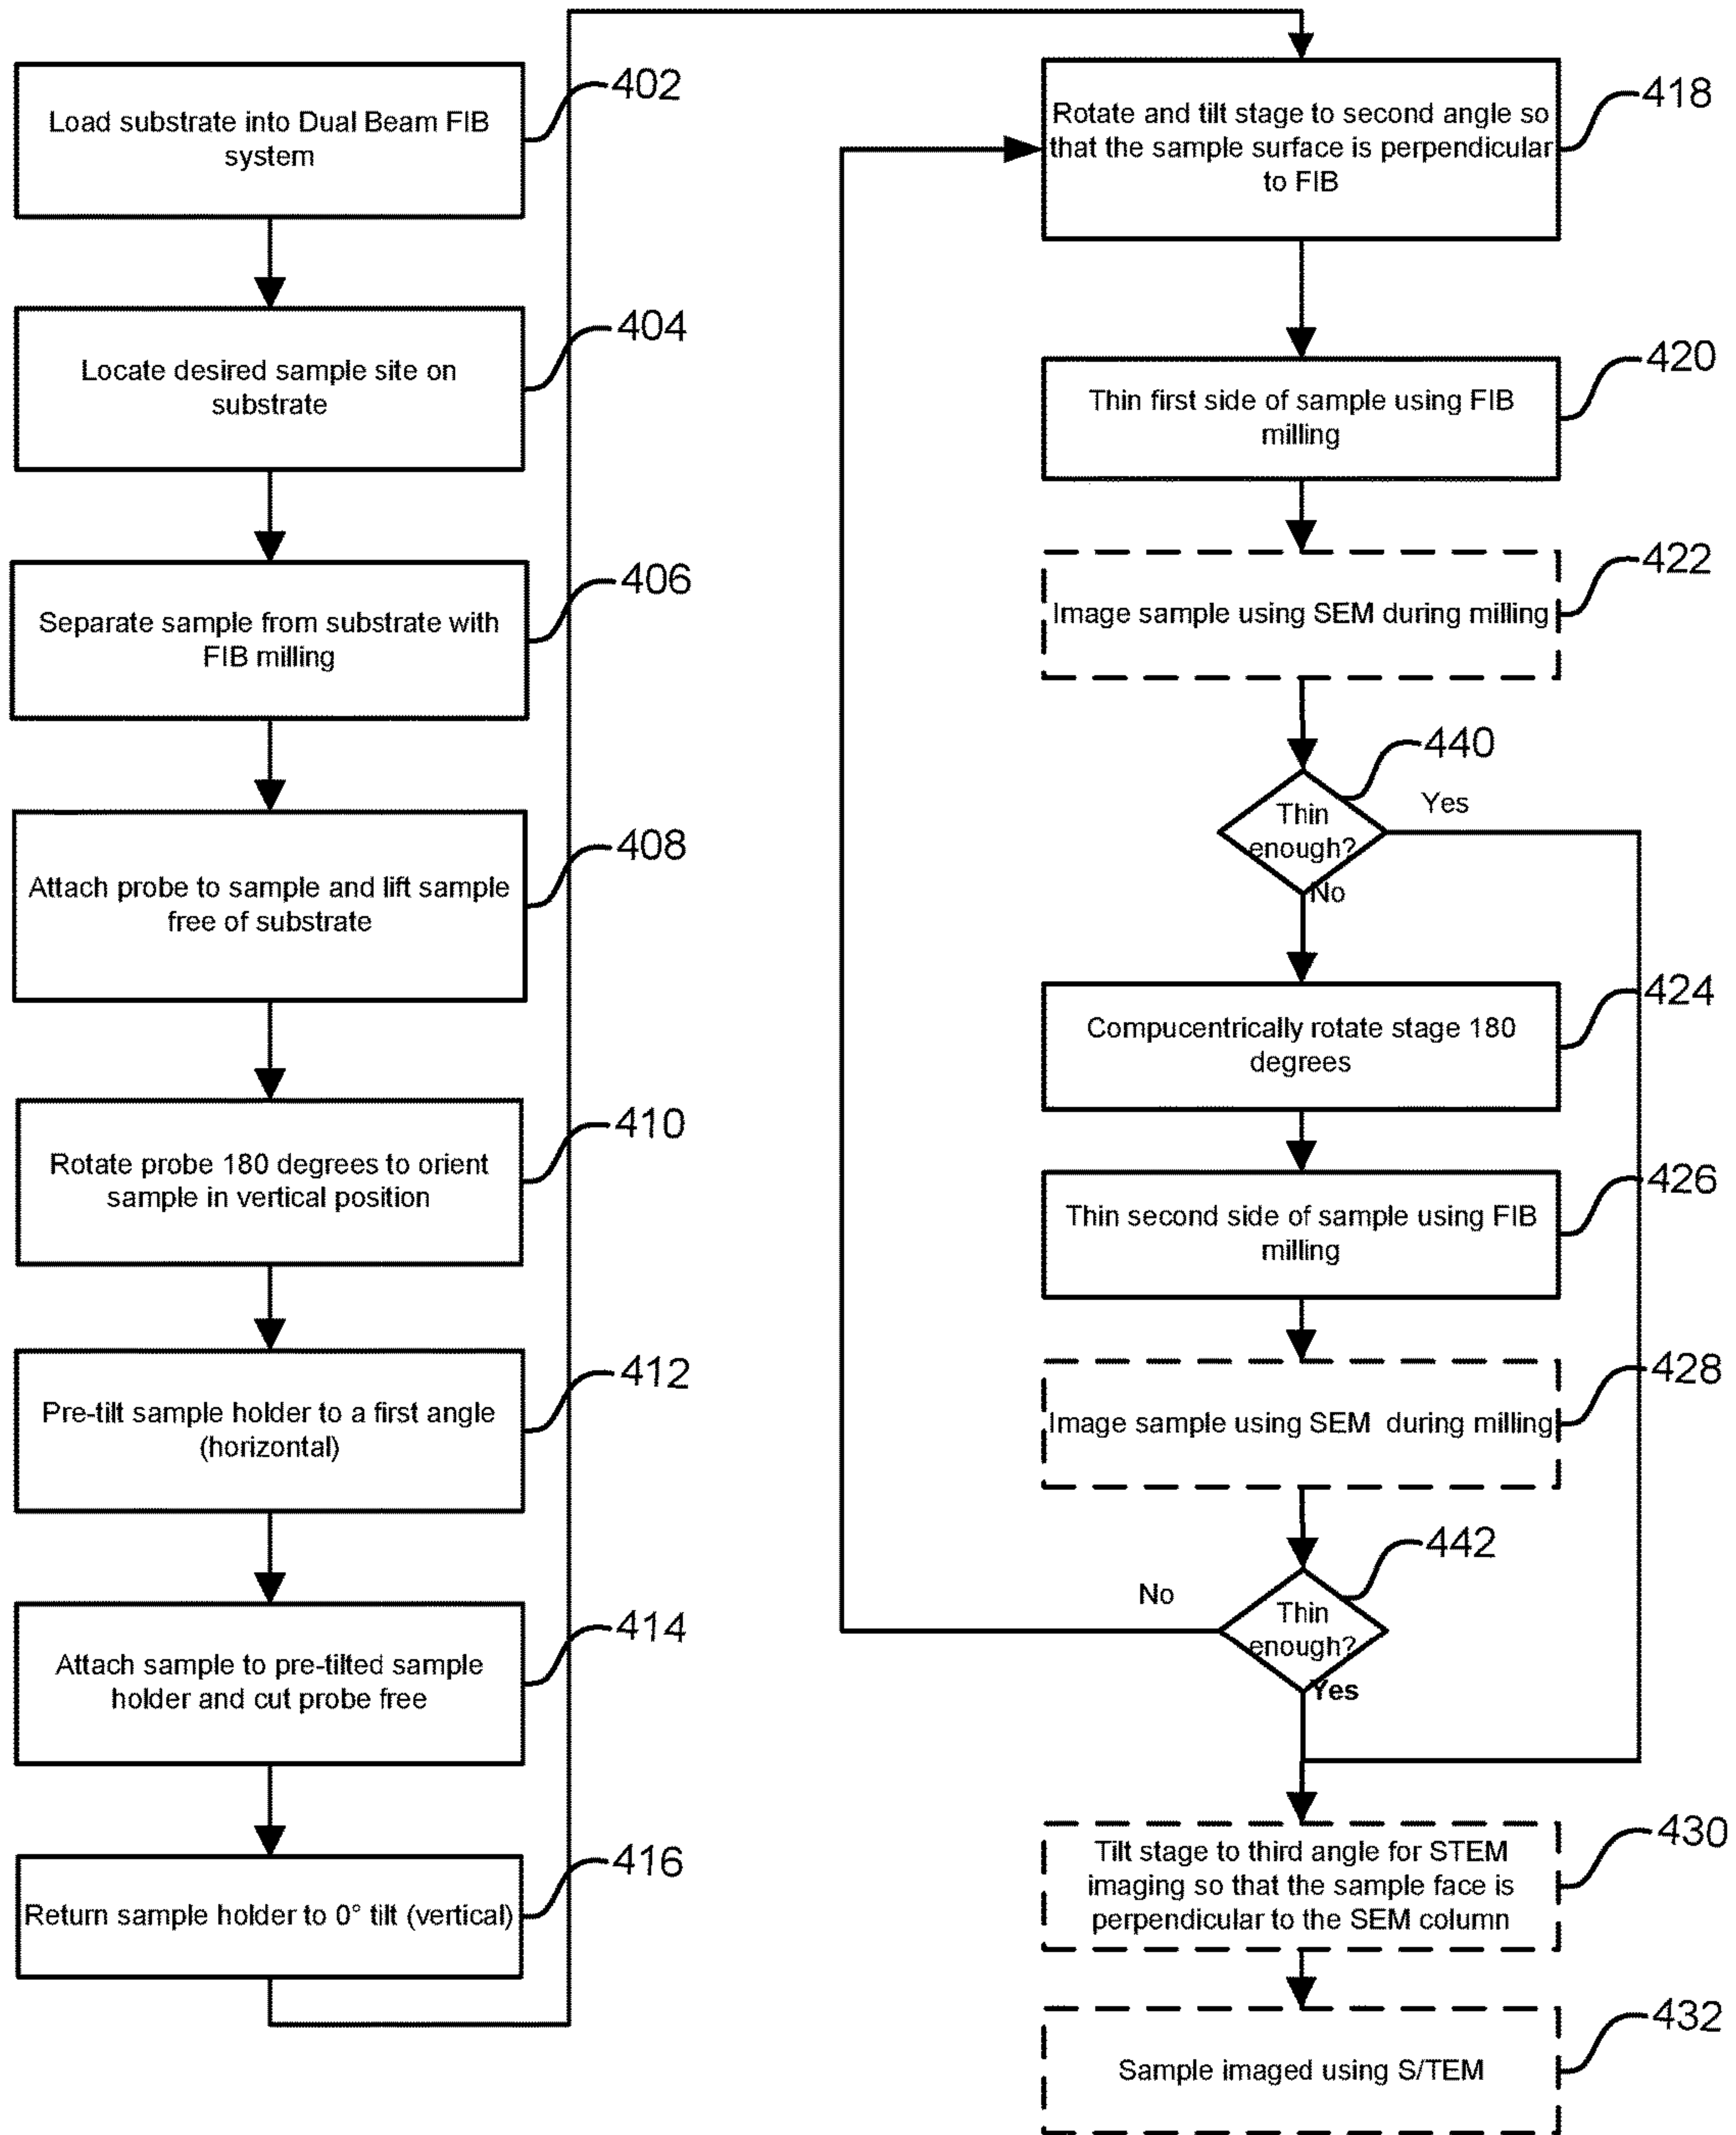 Load substrate into Dual Beam FIB
system
402
Locate desired sample site on
substrate
404
Separate sample from substrate with
FIB milling
406
Attach probe to sample and lift sample
free of substrate
408
Rotate probe 180 degrees to orient
sample in vertical position
410
Pre-tilt sample holder to a first angle
(horizontal)
412
Attach sample to pre-tilted sample
holder and cut probe free
414
Return sample holder to 0° tilt (vertical)
416
Rotate and tilt stage to second angle so
that the sample surface is perpendicular
to FIB
418
Thin first side of sample using FIB
milling
420
Image sample using SEM during milling
422
Thin
enough?
440
Yes
No
Compucentrically rotate stage 180
degrees
424
Thin second side of sample using FIB
milling
426
Image sample using SEM during milling
428
Thin
enough?
442
No
Yes
Tilt stage to third angle for STEM
imaging so that the sample face is
perpendicular to the SEM column
430
Sample imaged using S/TEM
432